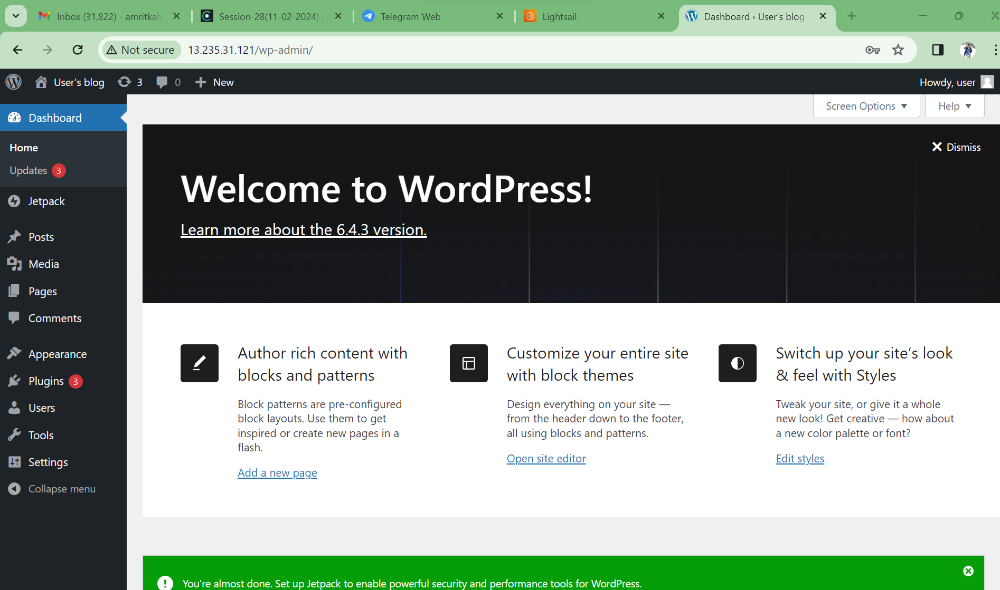 Inbox (31,822) - amritkaly
Session-28(11-02-2024) |
Telegram Web
Lightsail
Dashboard ‹ User's blog -
Not secure
13.235.31.121/wp-admin/
User's blog
3
0
New
Howdy, user
Screen Options
Help
Dashboard
Home
Updates 3
Jetpack
Posts
Media
Pages
Comments
Appearance
Plugins 3
Users
Tools
Settings
Collapse menu
Dismiss
Welcome to WordPress!
Learn more about the 6.4.3 version.
Author rich content with
blocks and patterns
Block patterns are pre-configured
block layouts. Use them to get
inspired or create new pages in a
flash.
Add a new page
Customize your entire site
with block themes
Design everything on your site —
from the header down to the footer,
all using blocks and patterns.
Open site editor
Switch up your site’s look
& feel with Styles
Tweak your site, or give it a whole
new look! Get creative — how about
a new color palette or font?
Edit styles
You’re almost done. Set up Jetpack to enable powerful security and performance tools for WordPress.